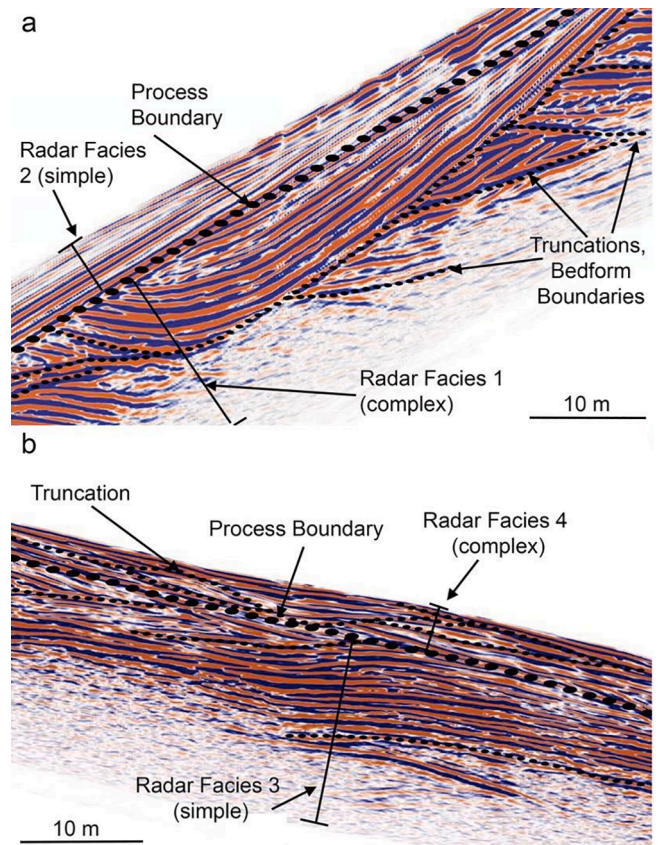 a
Process
Boundary
Radar Facies
2 (simple)
Truncations,
Bedform
Boundaries
Radar Facies 1
(complex)
10 m
b
Truncation
Process Boundary
Radar Facies 4
(complex)
Radar Facies 3
(simple)
10 m